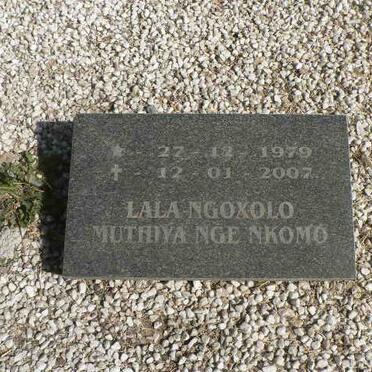 * - 27 - 12 - 1979
† - 12 - 01 - 2007
LALA NGOXOLO
MUTHIYA NGE NKOMO